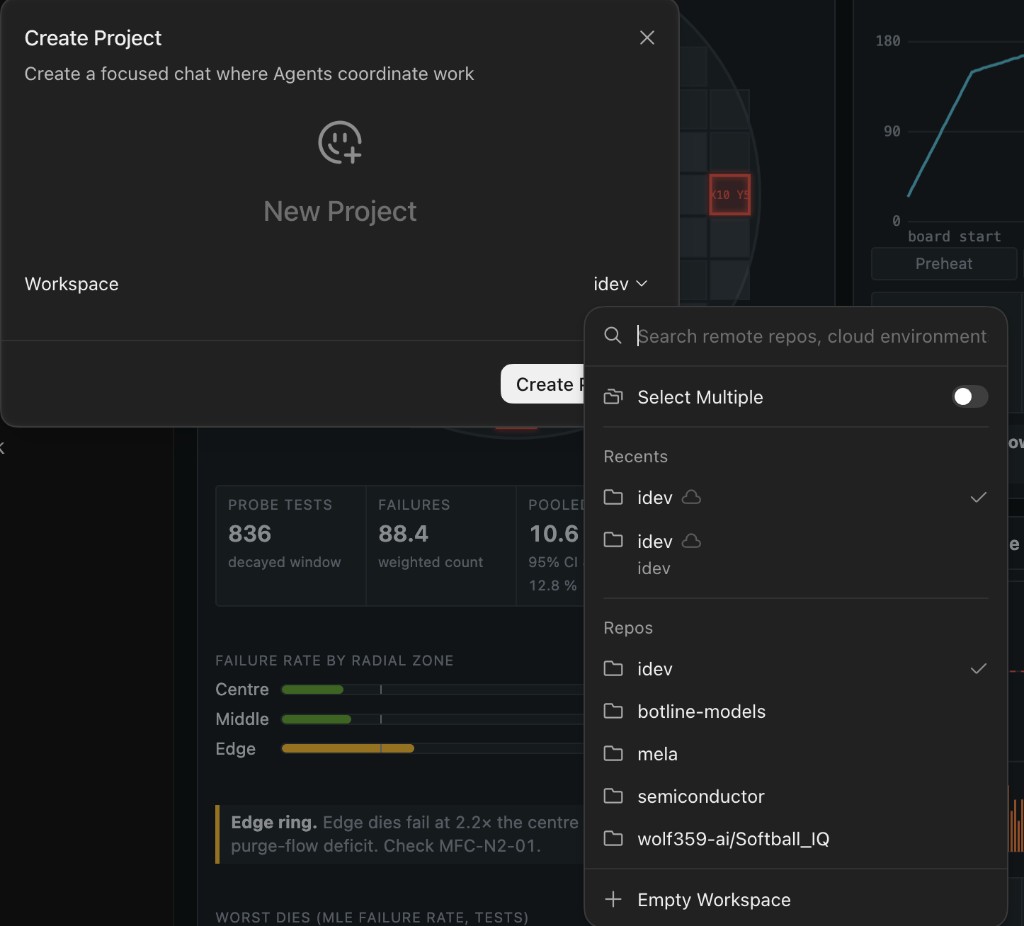 Create Project
Create a focused chat where Agents coordinate work
New Project
Workspace
idev
Create
Search remote repos, cloud environment
Select Multiple
Recents
idev
idev
idev
Repos
idev
botline-models
mela
semiconductor
wolf359-ai/Softball_IQ
Empty Workspace
180
90
0
board start
Preheat
X10 Y5
PROBE TESTS
836
decayed window
FAILURES
88.4
weighted count
POOLED
10.6
95% CI
12.8 %
FAILURE RATE BY RADIAL ZONE
Centre
Middle
Edge
Edge ring. Edge dies fail at 2.2× the centre
purge-flow deficit. Check MFC-N2-01.
WORST DIES (MLE FAILURE RATE, TESTS)